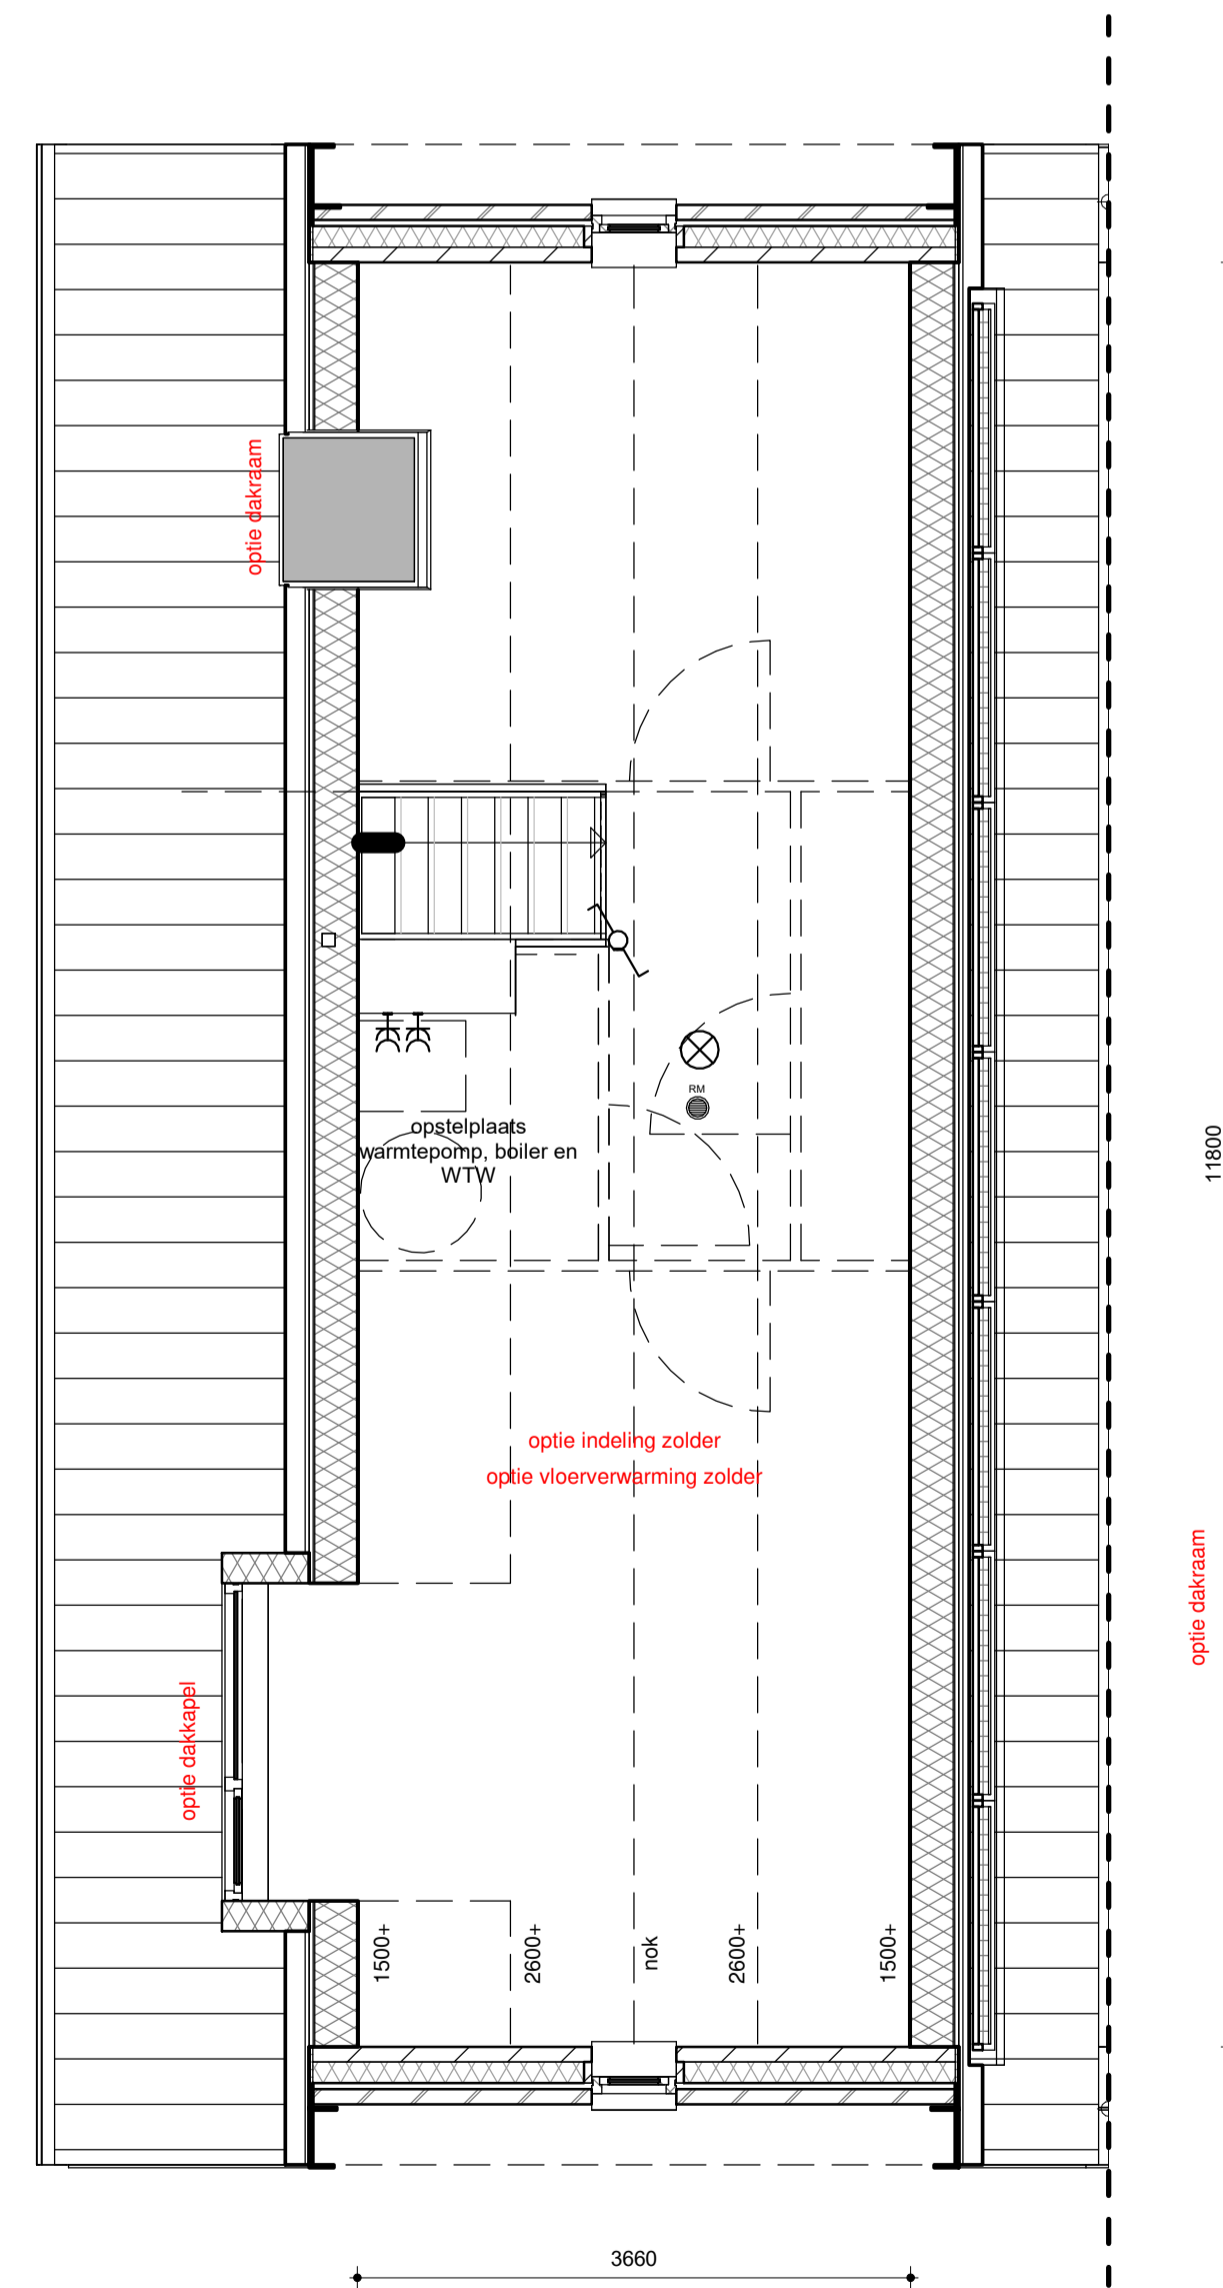 optie dakraam
RM
opstelplaats
warmtepomp, boiler en
WTW
11800
optie indeling zolder
optie vloerverwarming zolder
optie dakraam
optie dakkapel
1500+
2600+
nok
2600+
1500+
3660